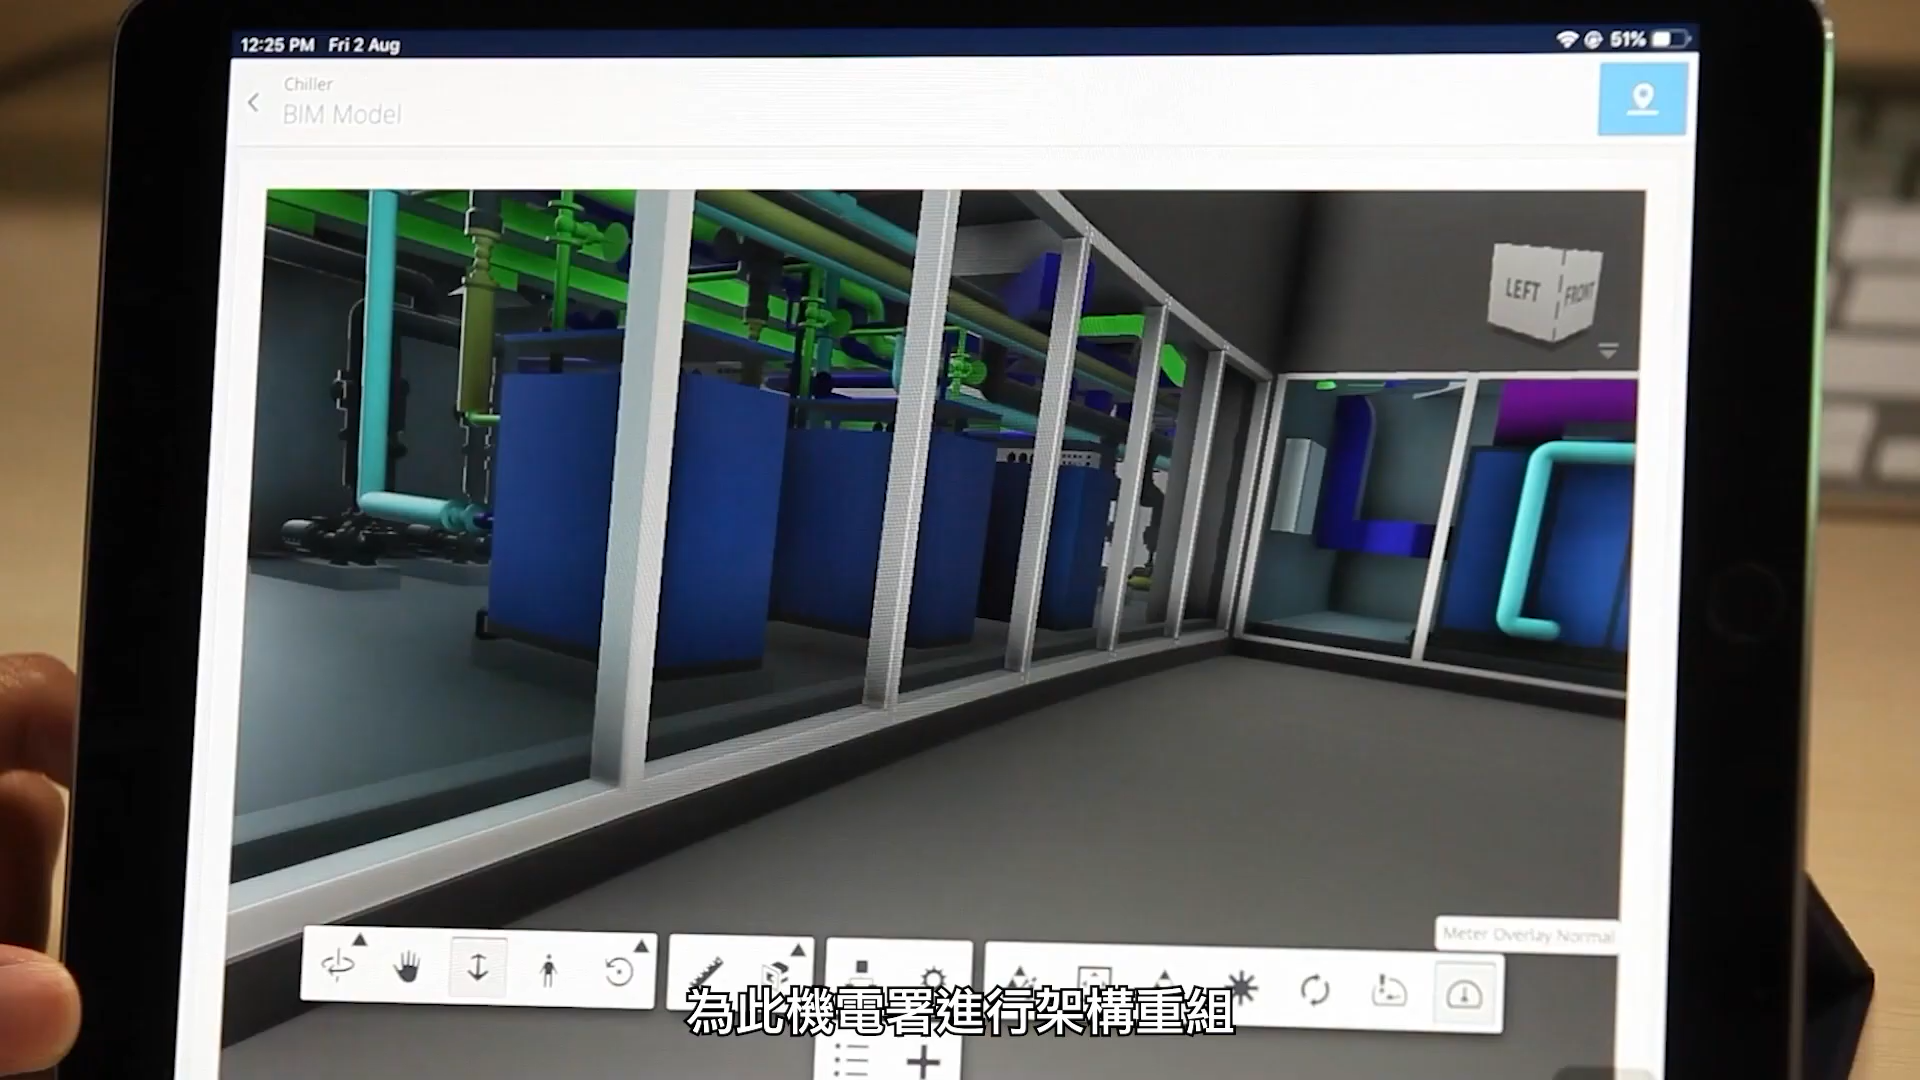 12:25 PM Fri 2 Aug
51%
Chiller
BIM Model
LEFT
FRONT
Meter Overlay Normal
為此機電署進行架構重組